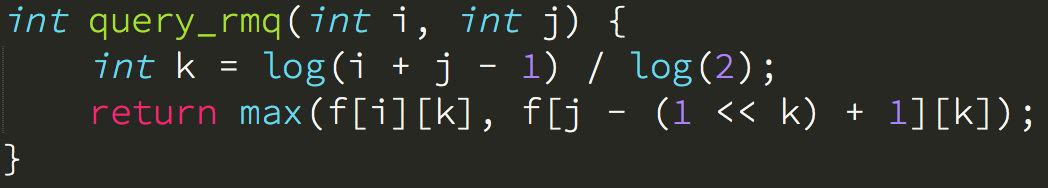 int query_rmq(int i, int j) {
    int k = log(i + j - 1) / log(2);
    return max(f[i][k], f[j - (1 << k) + 1][k]);
}